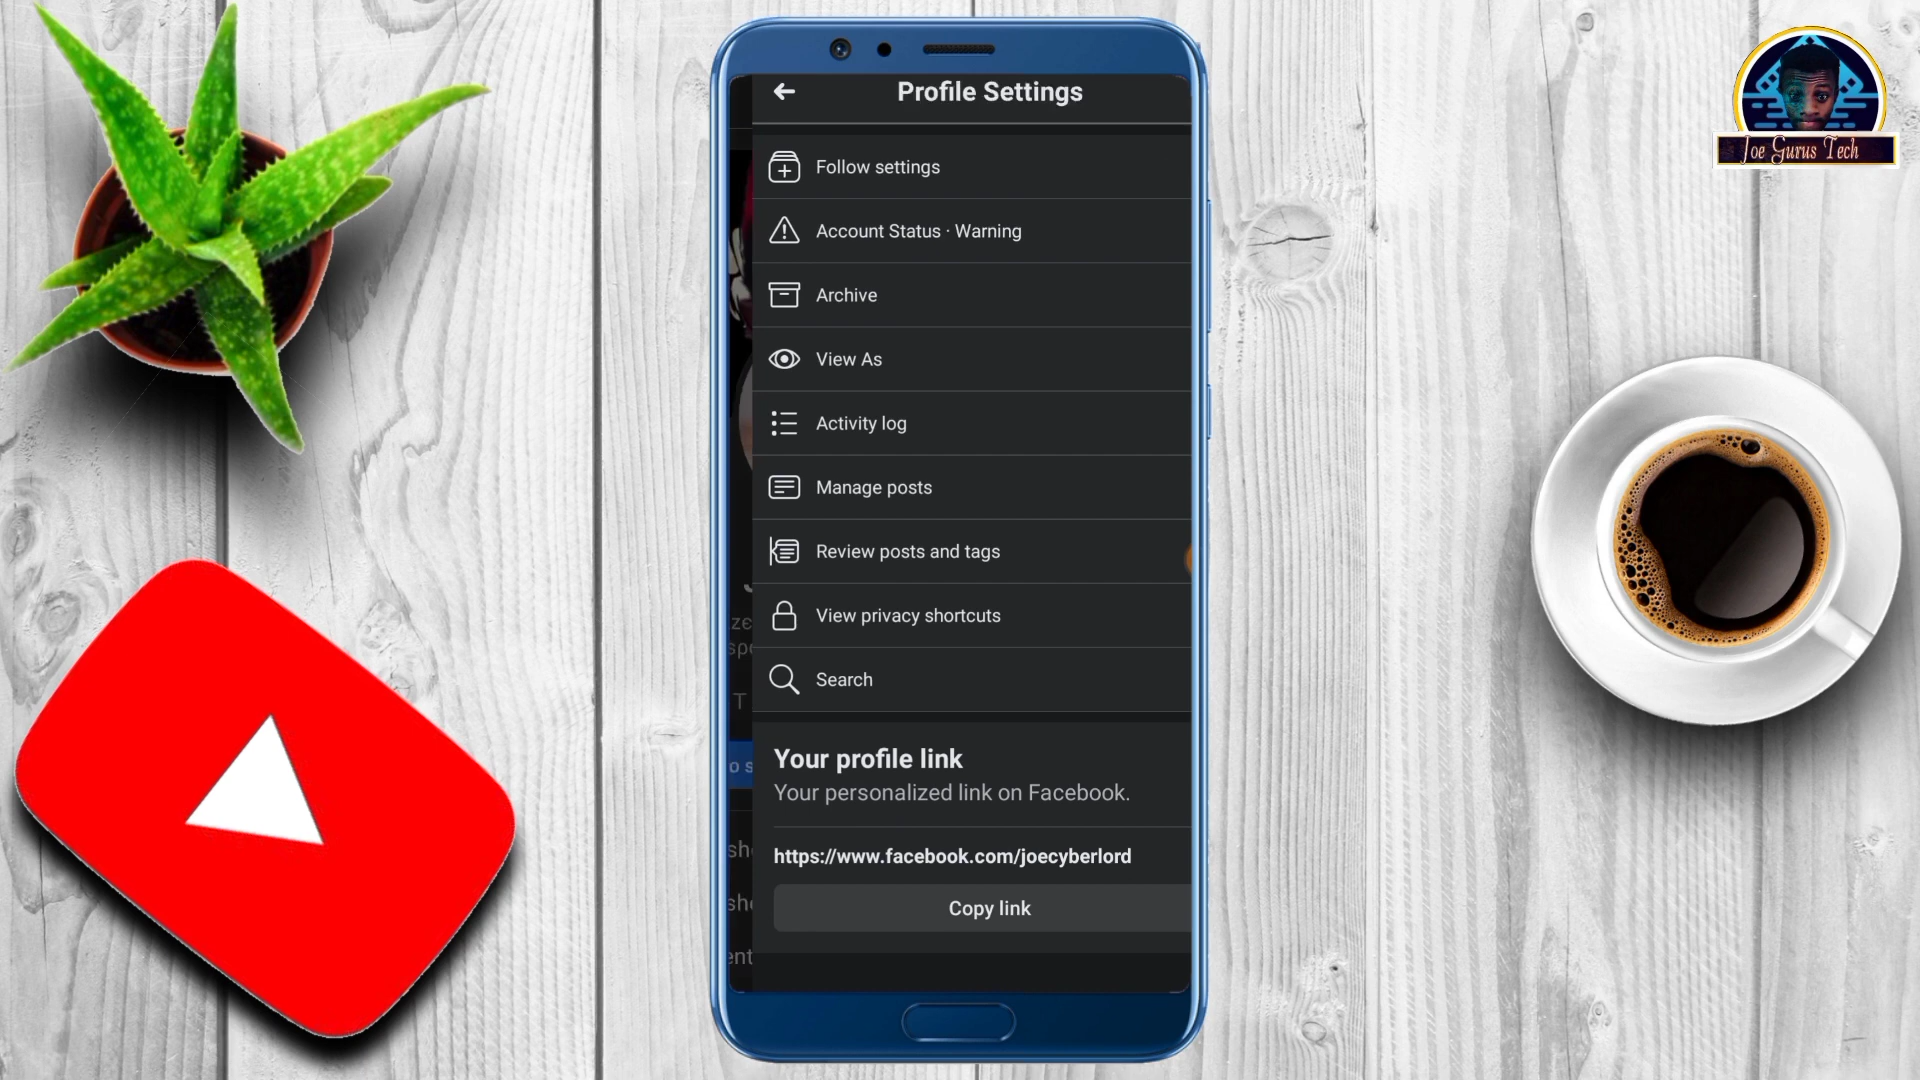 Profile Settings
Joe Gurus Tech
Follow settings
Account Status · Warning
Archive
View As
Activity log
Manage posts
Review posts and tags
View privacy shortcuts
Search
Your profile link
Your personalized link on Facebook.
https://www.facebook.com/joecyberlord
Copy link